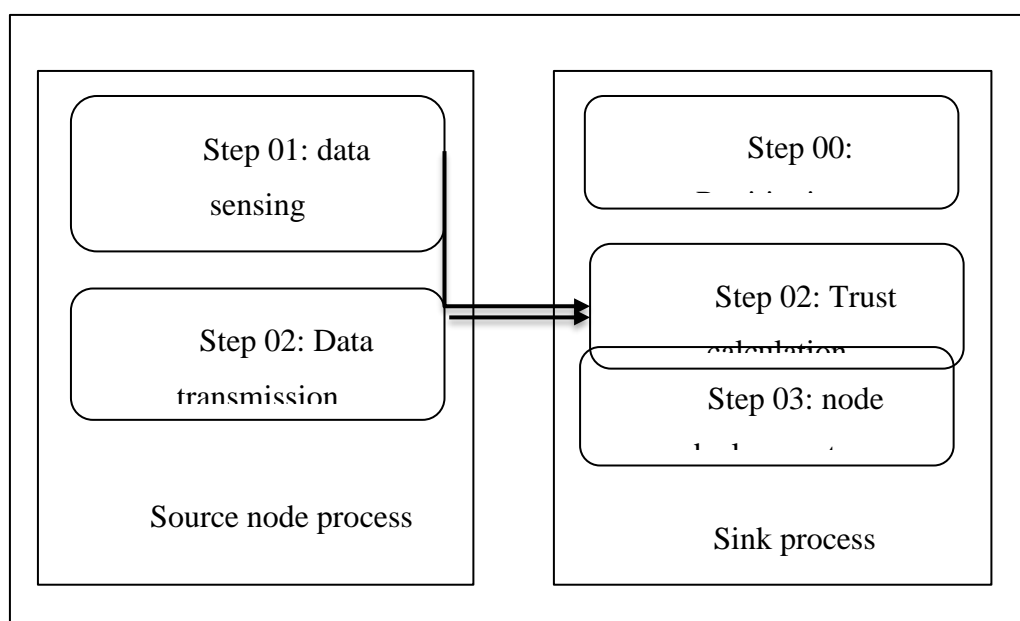 Step 01: data
sensing
Step 02: Data
transmission
Source node process
Step 00:
Step 02: Trust
calculation
Step 03: node
Sink process